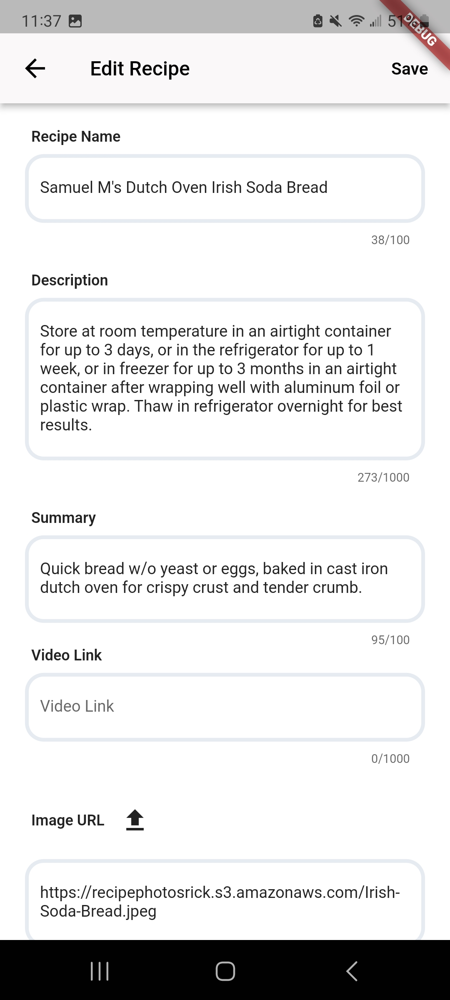 11:37
51%
DEBUG
Edit Recipe
Save
Recipe Name
Samuel M's Dutch Oven Irish Soda Bread
38/100
Description
Store at room temperature in an airtight container
for up to 3 days, or in the refrigerator for up to 1
week, or in freezer for up to 3 months in an airtight
container after wrapping well with aluminum foil or
plastic wrap. Thaw in refrigerator overnight for best
results.
273/1000
Summary
Quick bread w/o yeast or eggs, baked in cast iron
dutch oven for crispy crust and tender crumb.
95/100
Video Link
Video Link
0/1000
Image URL
https://recipephotosrick.s3.amazonaws.com/Irish-
Soda-Bread.jpeg